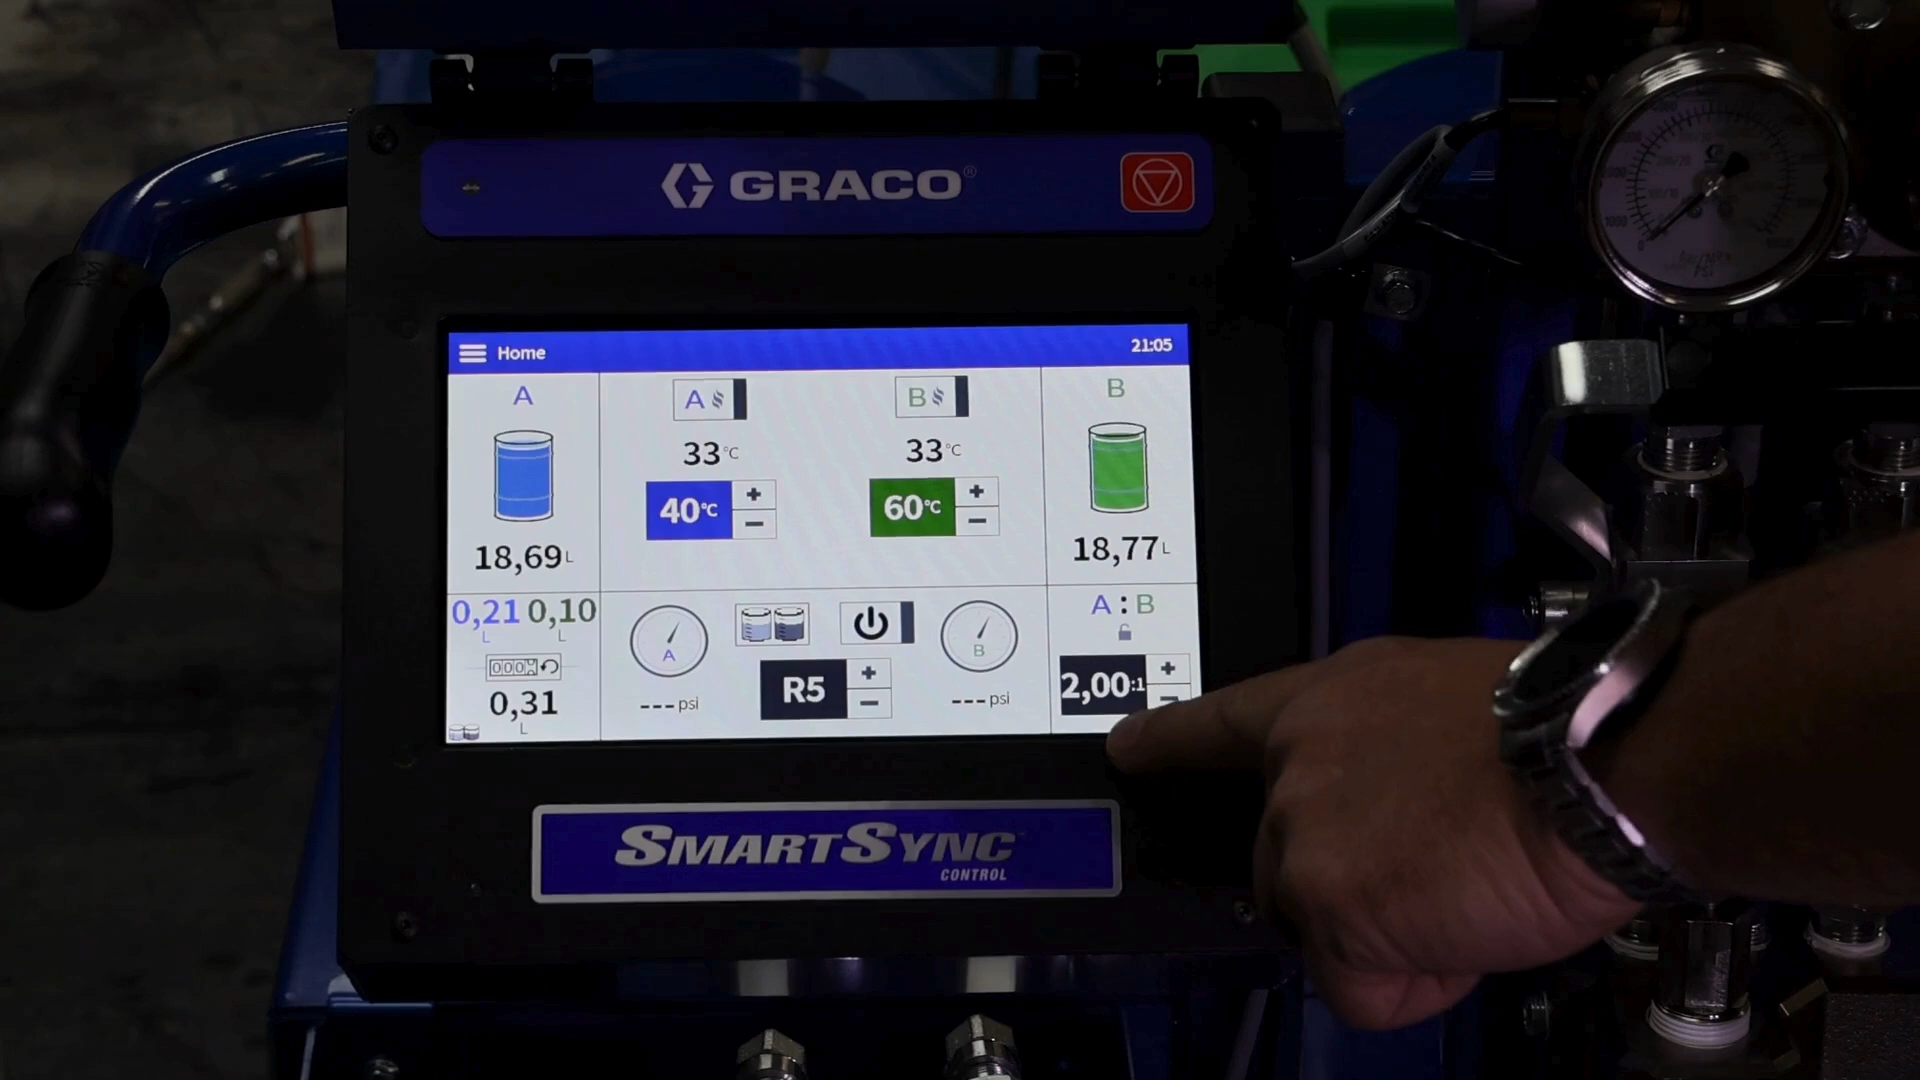 GRACO®
Home
21:05
A
B
A
B
33°C
33°C
40°C
+
−
60°C
+
−
18,69 L
18,77 L
0,21 L
0,10 L
A : B
A
B
0,31 L
--- psi
R5
+
−
--- psi
2,00:1
+
−
SMARTSYNC
CONTROL
PSI